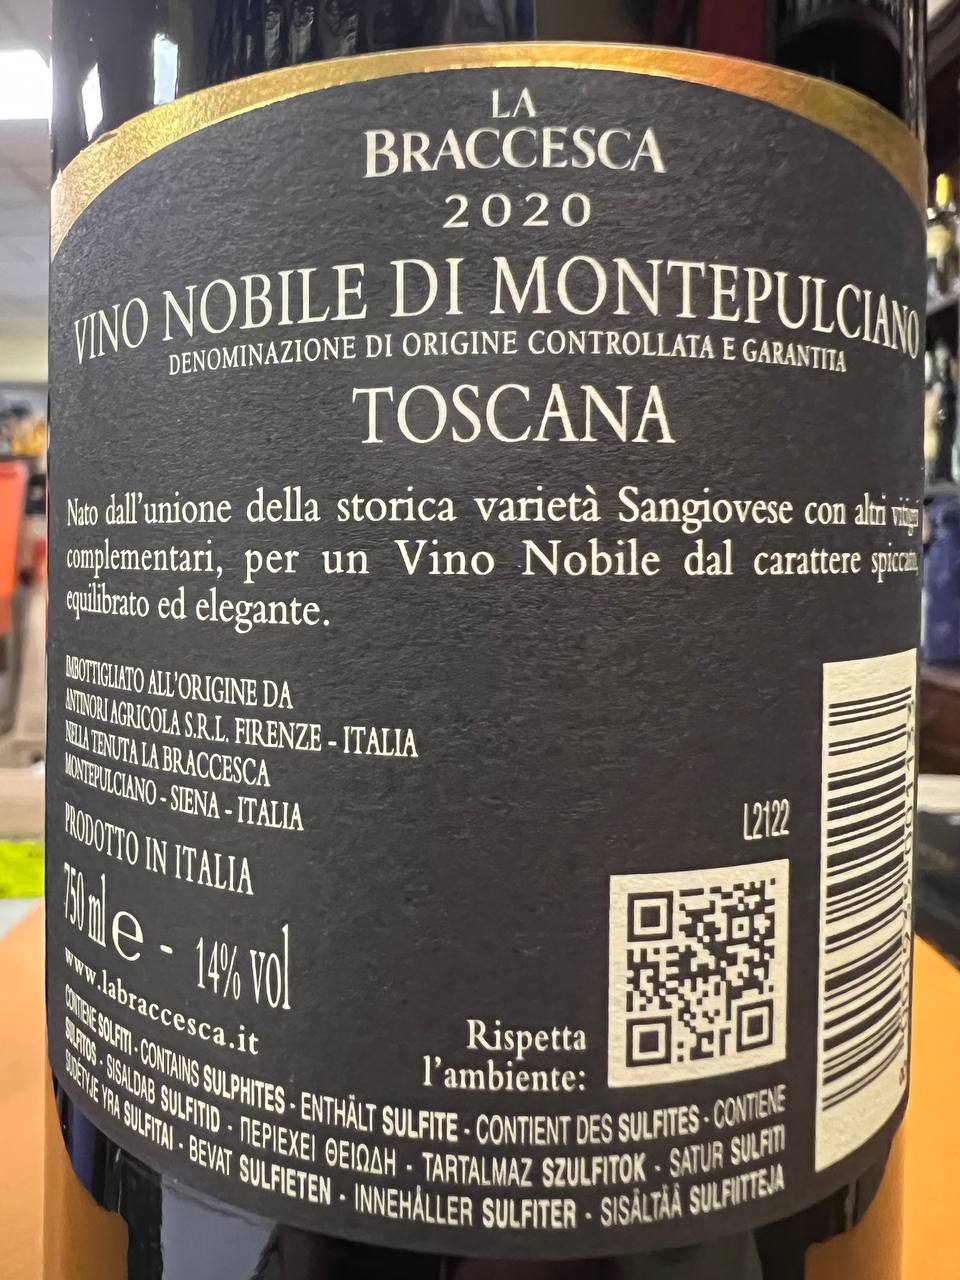 LA
BRACCESCA
2020
VINO NOBILE DI MONTEPULCIANO
DENOMINAZIONE DI ORIGINE CONTROLLATA E GARANTITA
TOSCANA
Nato dall'unione della storica varietà Sangiovese con altri vitigni
complementari, per un Vino Nobile dal carattere
equilibrato ed elegante.
IMBOTTIGLIATO ALL'ORIGINE DA
ANTINORI AGRICOLA S.R.L. FIRENZE - ITALIA
NELLA TENUTA LA BRACCESCA
MONTEPULCIANO - SIENA - ITALIA
PRODOTTO IN ITALIA
750 ml e - 14% vol
www.labraccesca.it
L2122
Rispetta
l'ambiente:
CONTIENE SOLFITI - CONTAINS SULPHITES - ENTHÄLT SULFITE - CONTIENT DES SULFITES - CONTIENE
SULFITOS - SISALDAB SULFITID - ΠΕΡΙΕΧΕΙ ΘΕΙΩΔΗ - TARTALMAZ SZULFITOK - SATUR SULFITI
SUDĖTYJE YRA SULFITAI - BEVAT SULFIETEN - INNEHÅLLER SULFITER - SISÄLTÄÄ SULFIITTEJA